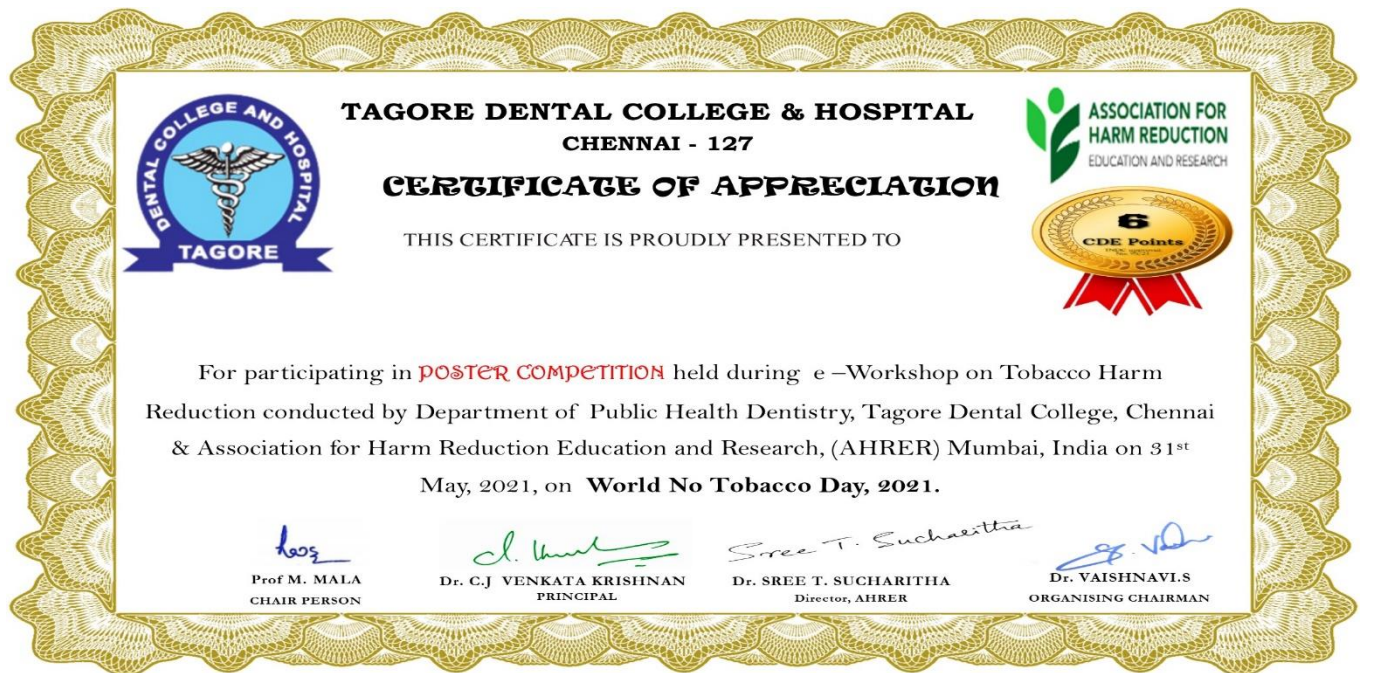 DENTAL COLLEGE AND HOSPITAL
TAGORE
TAGORE DENTAL COLLEGE & HOSPITAL
CHENNAI - 127
CERTIFICATE OF APPRECIATION
THIS CERTIFICATE IS PROUDLY PRESENTED TO
ASSOCIATION FOR
HARM REDUCTION
EDUCATION AND RESEARCH
6
CDE Points
For participating in POSTER COMPETITION held during e –Workshop on Tobacco Harm
Reduction conducted by Department of Public Health Dentistry, Tagore Dental College, Chennai
& Association for Harm Reduction Education and Research, (AHRER) Mumbai, India on 31st
May, 2021, on World No Tobacco Day, 2021.
Sree T. Sucharitha
Prof M. MALA
CHAIR PERSON
Dr. C.J VENKATA KRISHNAN
PRINCIPAL
Dr. SREE T. SUCHARITHA
Director, AHRER
Dr. VAISHNAVI.S
ORGANISING CHAIRMAN